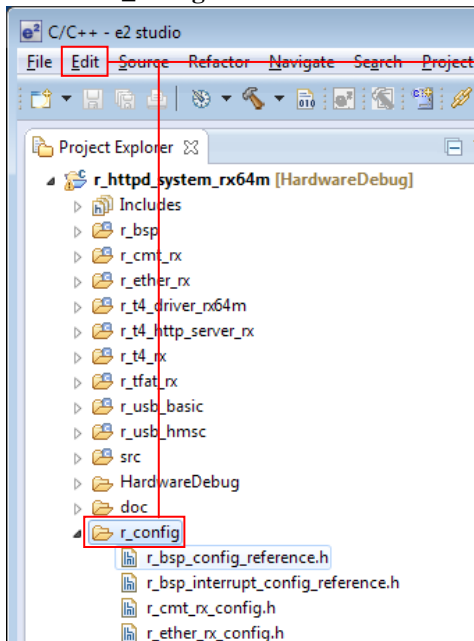 C/C++ - e2 studio
File Edit Source Refactor Navigate Search Project
Project Explorer
r_httpd_system_rx64m [HardwareDebug]
Includes
r_bsp
r_cmt_rx
r_ether_rx
r_t4_driver_rx64m
r_t4_http_server_rx
r_t4_rx
r_tfat_rx
r_usb_basic
r_usb_hmsc
src
HardwareDebug
doc
r_config
r_bsp_config_reference.h
r_bsp_interrupt_config_reference.h
r_cmt_rx_config.h
r_ether_rx_config.h